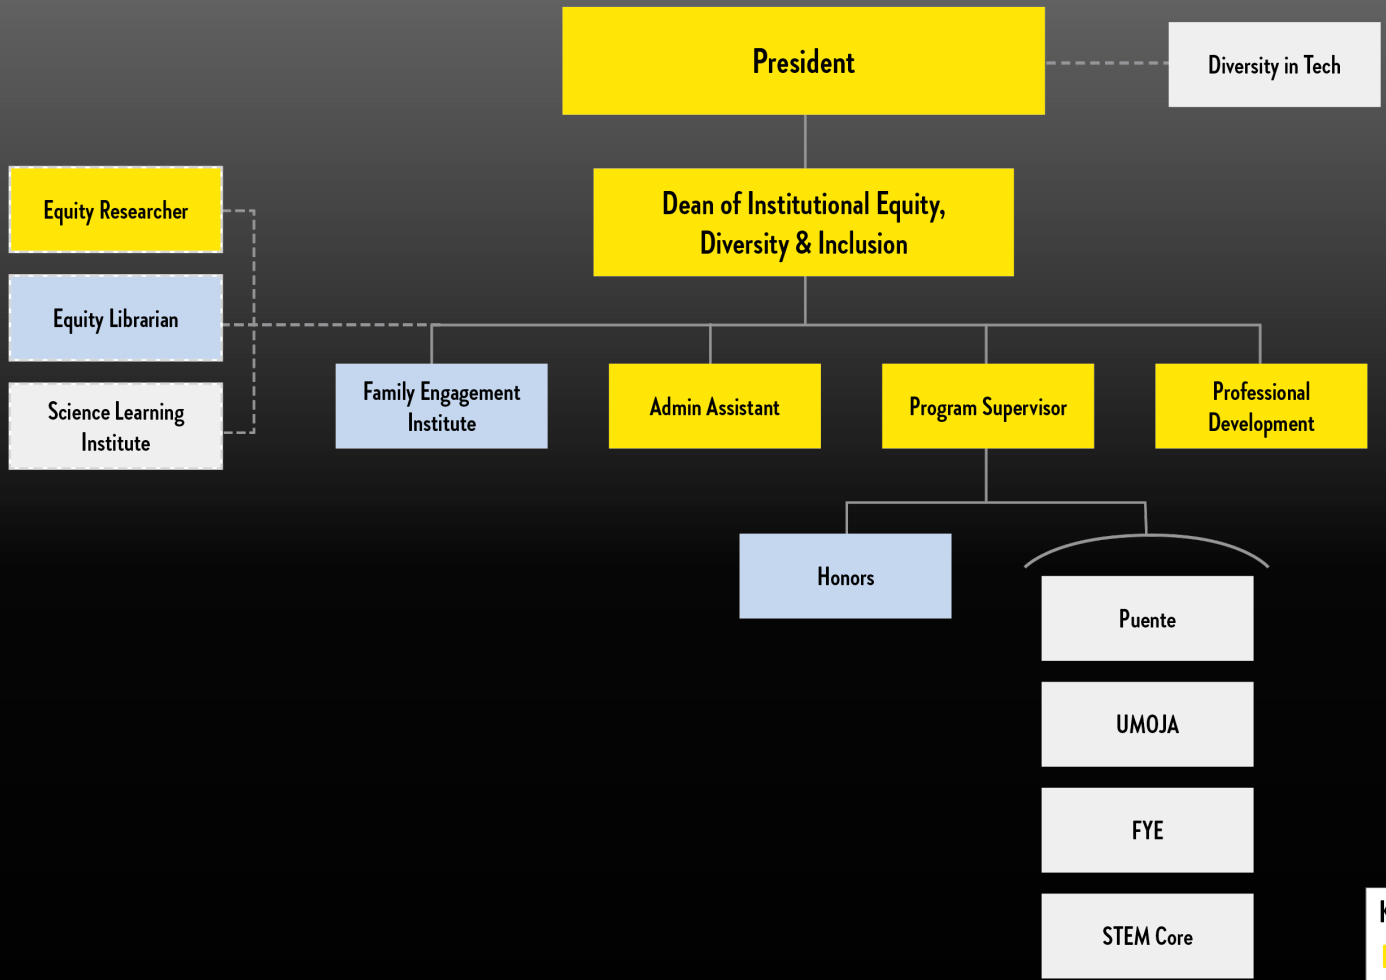 President
Diversity in Tech
Dean of Institutional Equity,
Diversity & Inclusion
Equity Researcher
Equity Librarian
Science Learning
Institute
Family Engagement
Institute
Admin Assistant
Program Supervisor
Professional
Development
Honors
Puente
UMOJA
FYE
STEM Core